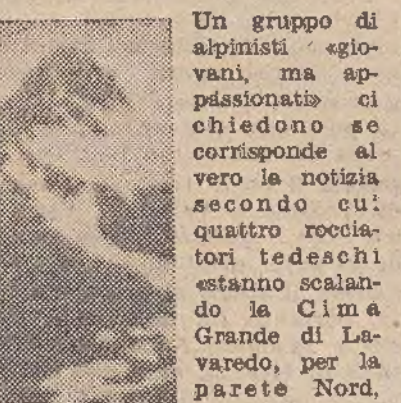 Un gruppo di
alpinisti «gio-
vani, ma ap-
passionati» ci
chiedono se
corrisponde al
vero la notizia
secondo cui
quattro roccia-
tori tedeschi
«stanno scalan-
do la Cima
Grande di La-
varedo, per la
parete Nord,